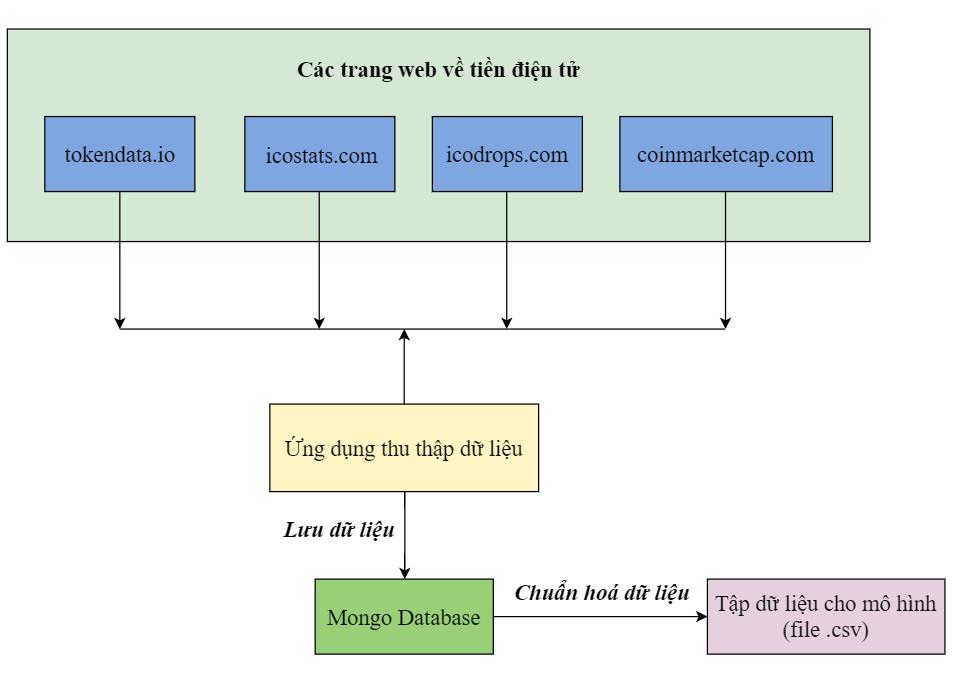 Các trang web về tiền điện tử
tokendata.io
icostats.com
icodrops.com
coinmarketcap.com
Ứng dụng thu thập dữ liệu
Lưu dữ liệu
Chuẩn hoá dữ liệu
Mongo Database
Tập dữ liệu cho mô hình
(file .csv)